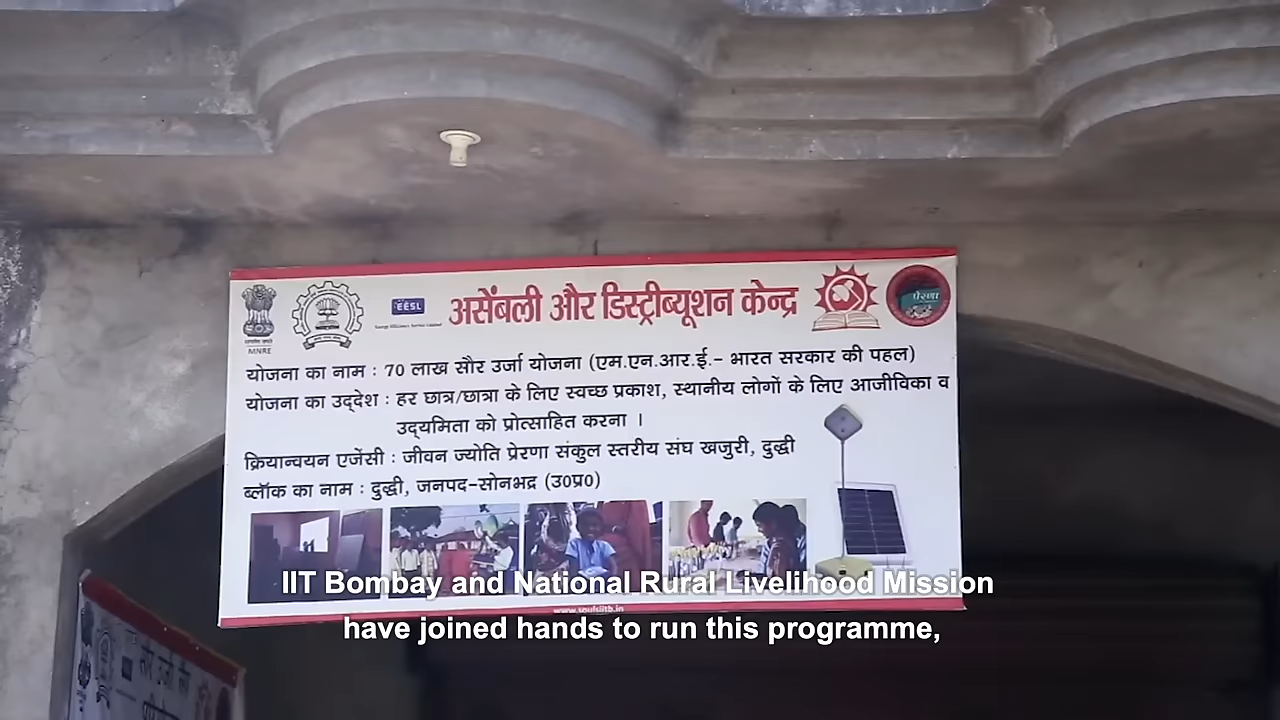 असेंबली और डिस्ट्रीब्यूशन केन्द्र
MNRE
EESL
प्रेरणा
योजना का नाम : 70 लाख सौर उर्जा योजना (एम.एन.आर.ई.- भारत सरकार की पहल)
योजना का उद्देश : हर छात्र/छात्रा के लिए स्वच्छ प्रकाश, स्थानीय लोगों के लिए आजीविका व
उद्यमिता को प्रोत्साहित करना ।
क्रियान्वयन एजेंसी : जीवन ज्योति प्रेरणा संकुल स्तरीय संघ खजुरी, दुद्धी
ब्लॉक का नाम : दुद्धी, जनपद-सोनभद्र (उ0प्र0)
IIT Bombay and National Rural Livelihood Mission
www.soulsiitb.in
have joined hands to run this programme,